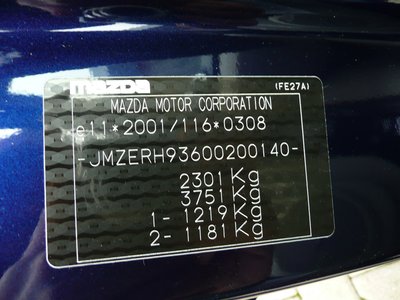 mazda
(FE27A)
MAZDA MOTOR CORPORATION
e11*2001/116*0308
-JMZERH93600200140-
2301 Kg
3751 Kg
1- 1219 Kg
2- 1181 Kg